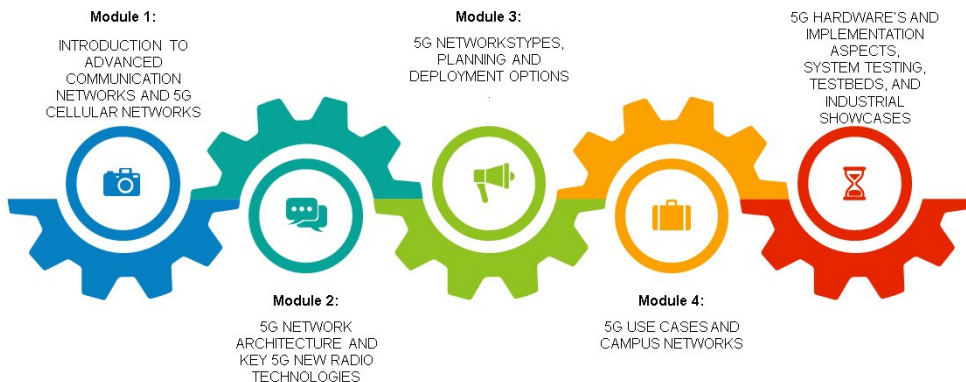 Module 1:
INTRODUCTION TO
ADVANCED
COMMUNICATION
NETWORKS AND 5G
CELLULAR NETWORKS
Module 2:
5G NETWORK
ARCHITECTURE AND
KEY 5G NEW RADIO
TECHNOLOGIES
Module 3:
5G NETWORKSTYPES,
PLANNING AND
DEPLOYMENT OPTIONS
.
Module 4:
5G USE CASES AND
CAMPUS NETWORKS
5G HARDWARE'S AND
IMPLEMENTATION
ASPECTS,
SYSTEM TESTING,
TESTBEDS, AND
INDUSTRIAL
SHOWCASES